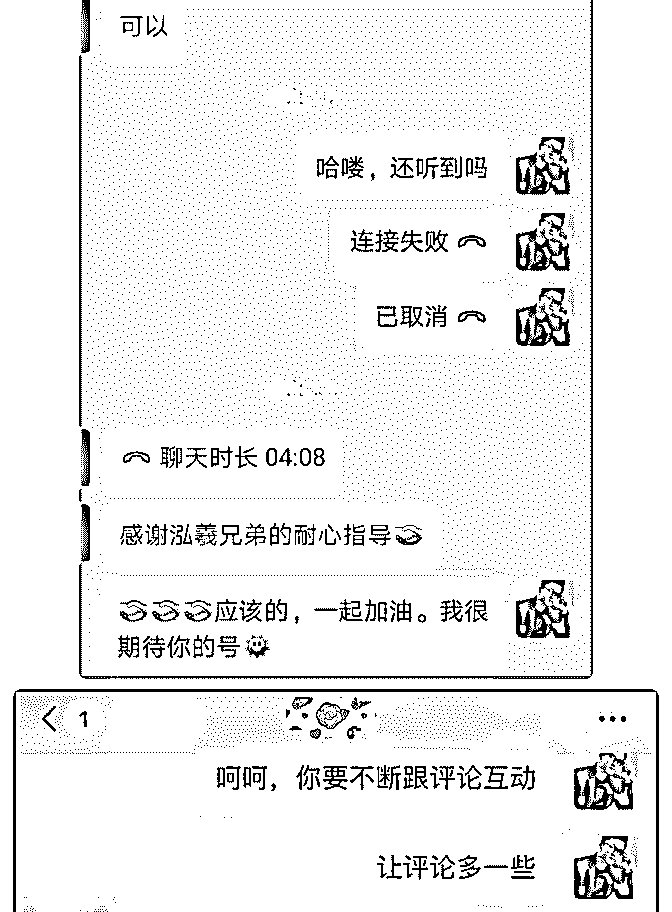 可以
哈喽，还听到吗
连接失败
已取消
聊天时长 04:08
感谢泓羲兄弟的耐心指导
应该的，一起加油。我很
期待你的号
1
呵呵，你要不断跟评论互动
让评论多一些